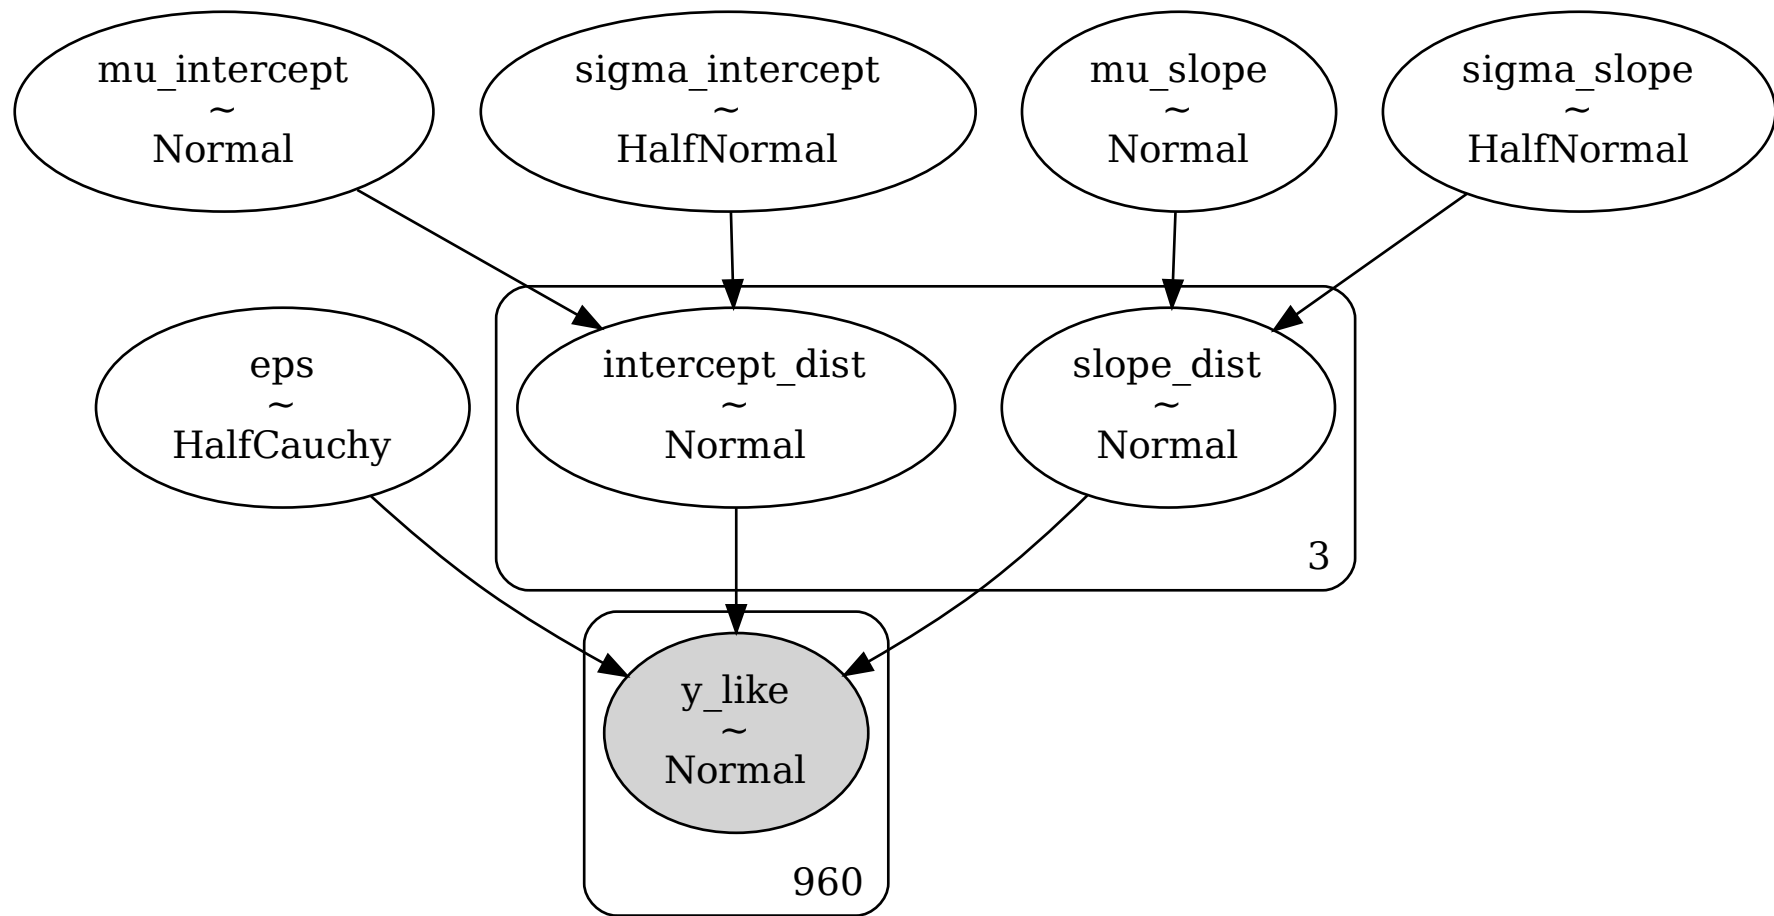 mu_intercept
~
Normal
sigma_intercept
~
HalfNormal
mu_slope
~
Normal
sigma_slope
~
HalfNormal
eps
~
HalfCauchy
intercept_dist
~
Normal
slope_dist
~
Normal
3
y_like
~
Normal
960